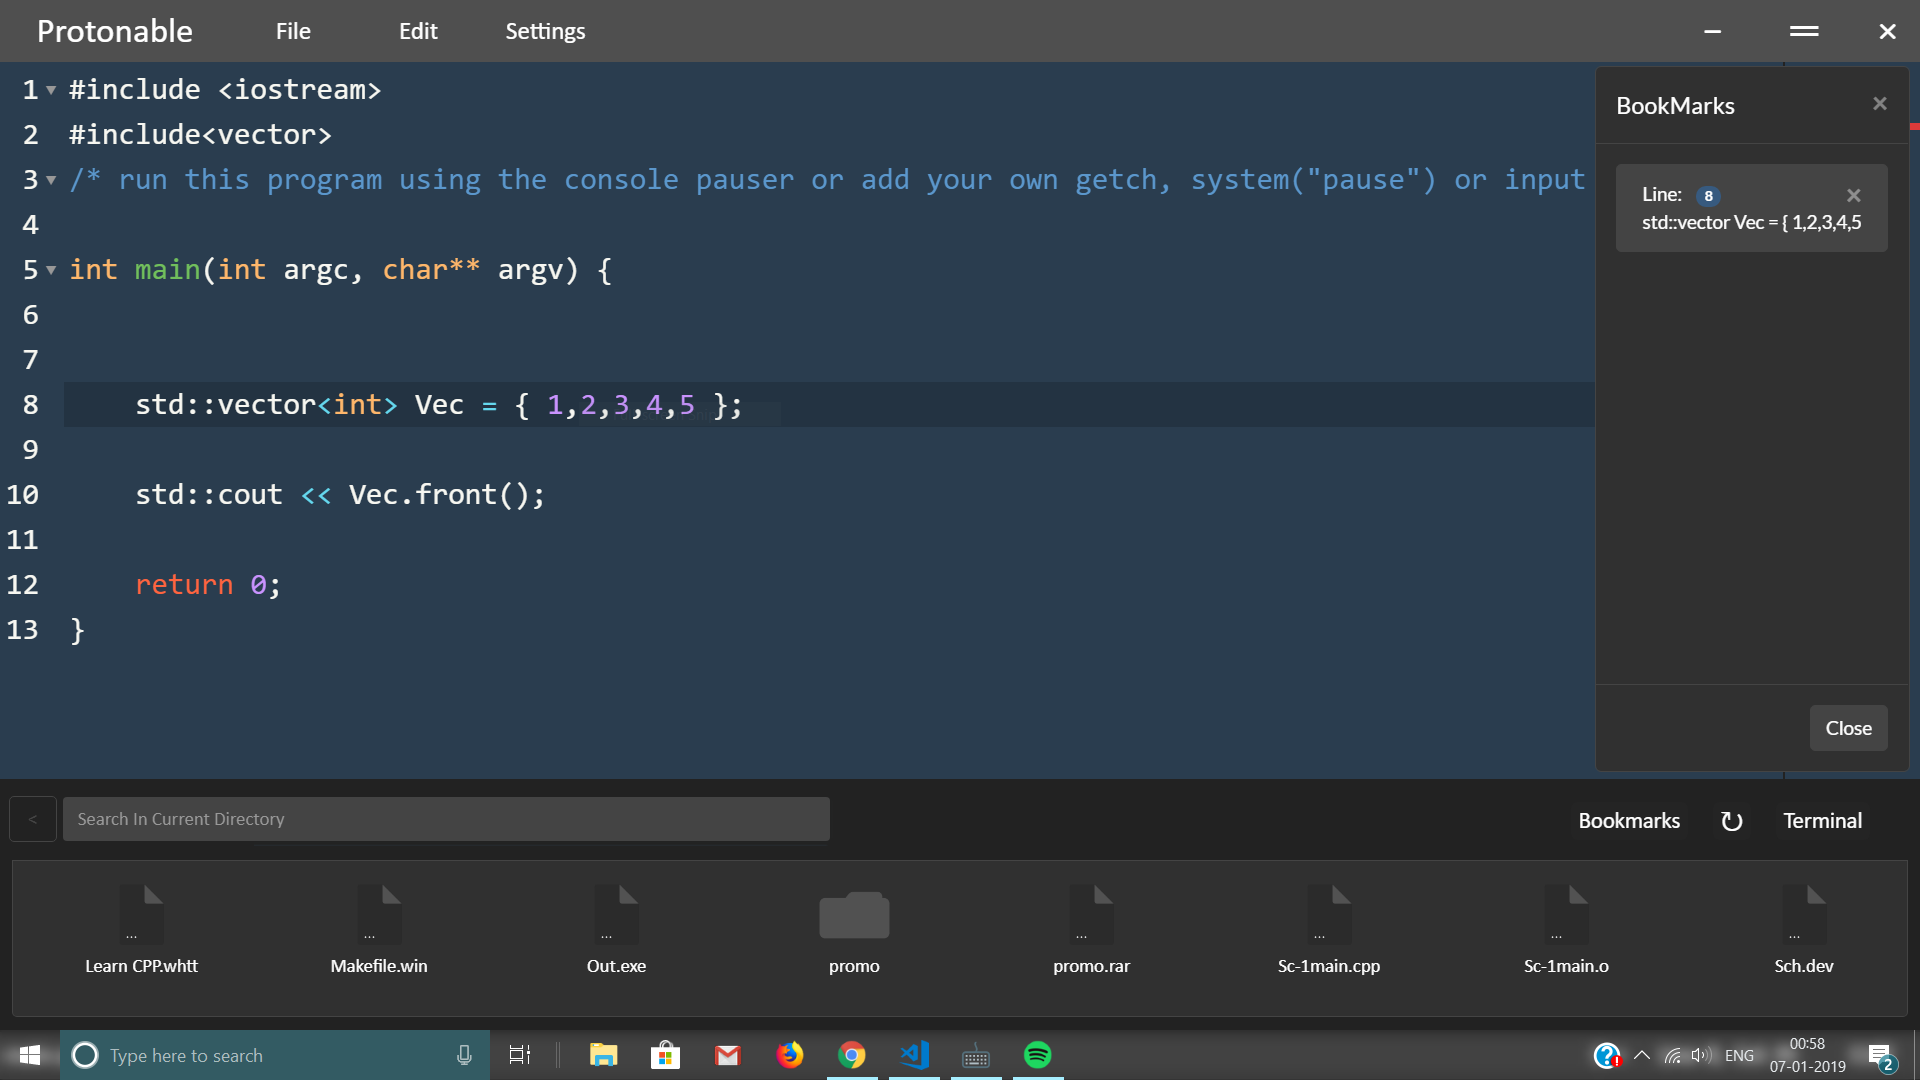 Protonable File Edit Settings
1 #include <iostream>
2 #include<vector>
3 /* run this program using the console pauser or add your own getch, system("pause") or input
4
5 int main(int argc, char** argv) {
6
7
8 std::vector<int> Vec = { 1,2,3,4,5 };
9
10 std::cout << Vec.front();
11
12 return 0;
13 }
BookMarks
Line: 8
std::vector Vec = { 1,2,3,4,5
Close
< Search In Current Directory Bookmarks Terminal
... ... ... ... ... ... ...
Learn CPP.whtt Makefile.win Out.exe promo promo.rar Sc-1main.cpp Sc-1main.o Sch.dev
Type here to search ENG 00:58
07-01-2019 2